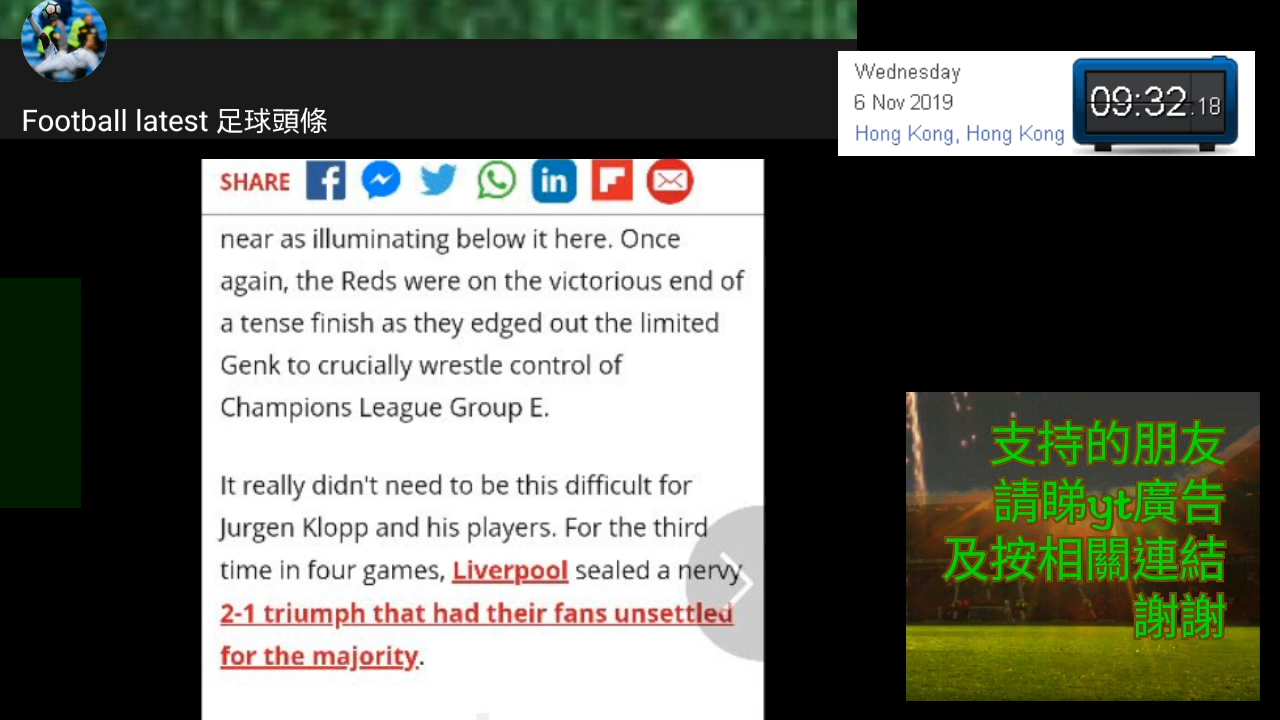 Football latest 足球頭條
Wednesday
6 Nov 2019
Hong Kong, Hong Kong
09:32.18
SHARE
near as illuminating below it here. Once
again, the Reds were on the victorious end of
a tense finish as they edged out the limited
Genk to crucially wrestle control of
Champions League Group E.
It really didn't need to be this difficult for
Jurgen Klopp and his players. For the third
time in four games, Liverpool sealed a nervy
2-1 triumph that had their fans unsettled
for the majority.
支持的朋友
請睇yt廣告
及按相關連結
謝謝